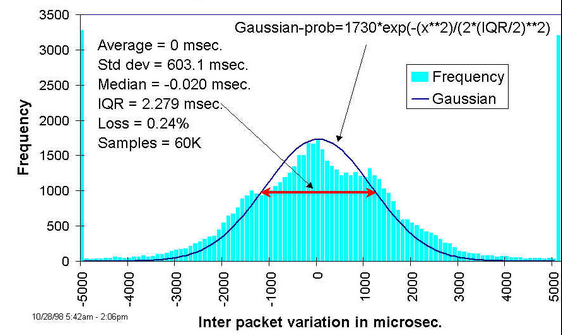 Gaussian-prob=1730*exp(-(x**2)/(2*(IQR/2)**2)
Average = 0 msec.
Std dev = 603.1 msec.
Median = -0.020 msec.
IQR = 2.279 msec.
Loss = 0.24%
Samples = 60K
Frequency
Gaussian
Frequency
3500
3000
2500
2000
1500
1000
500
0
-5000
-4000
-3000
-2000
-1000
0
1000
2000
3000
4000
5000
10/28/98 5:42am - 2:06pm
Inter packet variation in microsec.